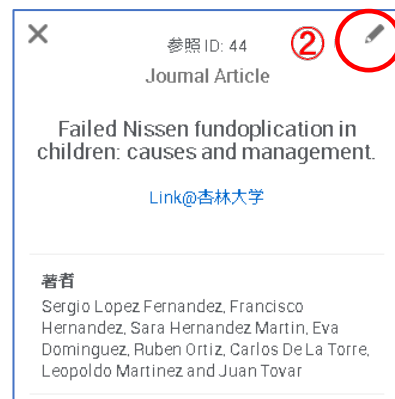 参照 ID: 44
②
Journal Article
Failed Nissen fundoplication in
children: causes and management.
Link@杏林大学
著者
Sergio Lopez Fernandez, Francisco
Hernandez, Sara Hernandez Martin, Eva
Dominguez, Ruben Ortiz, Carlos De La Torre,
Leopoldo Martinez and Juan Tovar